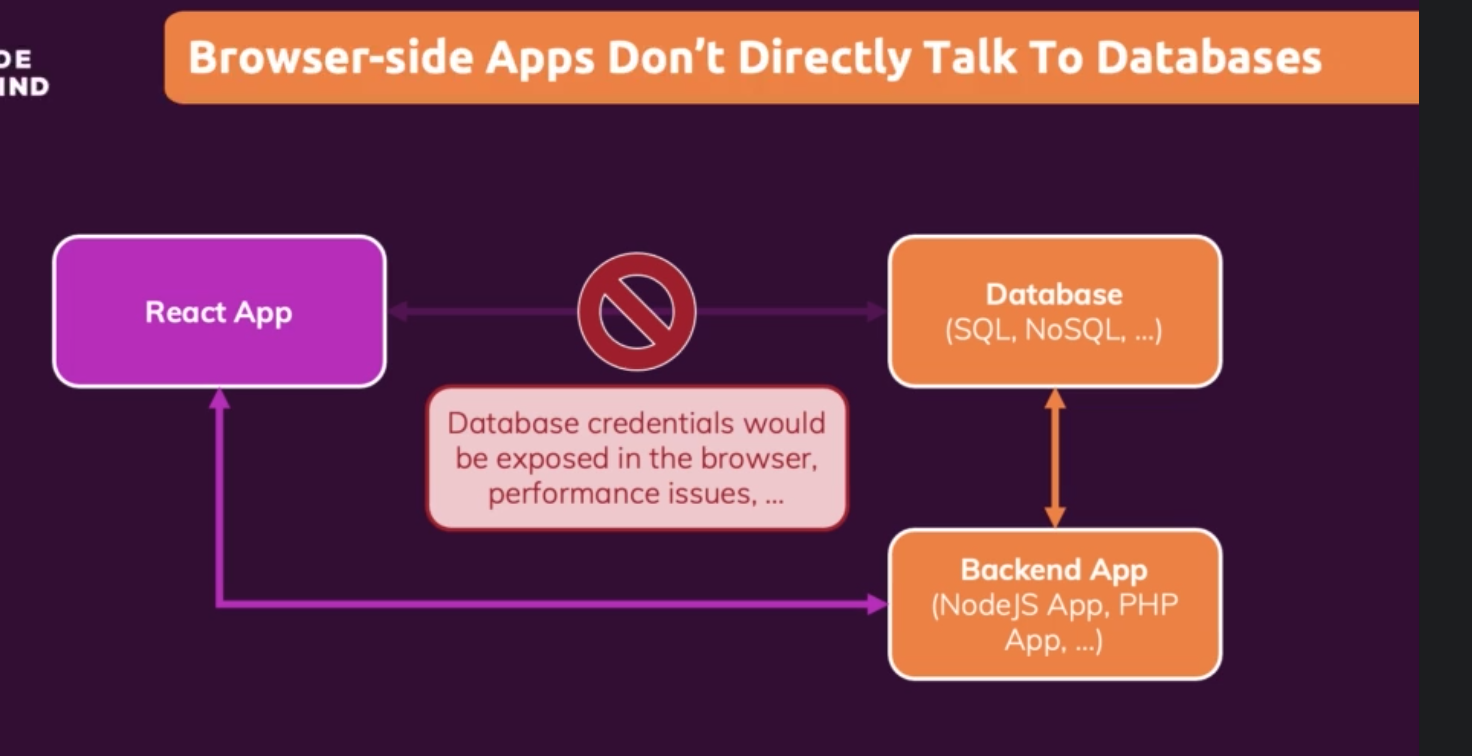 DE
IND
Browser-side Apps Don't Directly Talk To Databases
React App
Database
(SQL, NoSQL, ...)
Database credentials would
be exposed in the browser,
performance issues, ...
Backend App
(NodeJS App, PHP
App, ...)